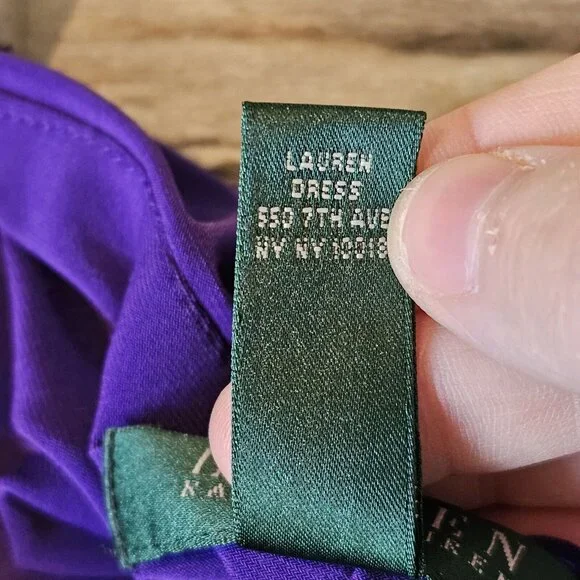 LAUREN
DRESS
550 7TH AVE
NY NY 10018